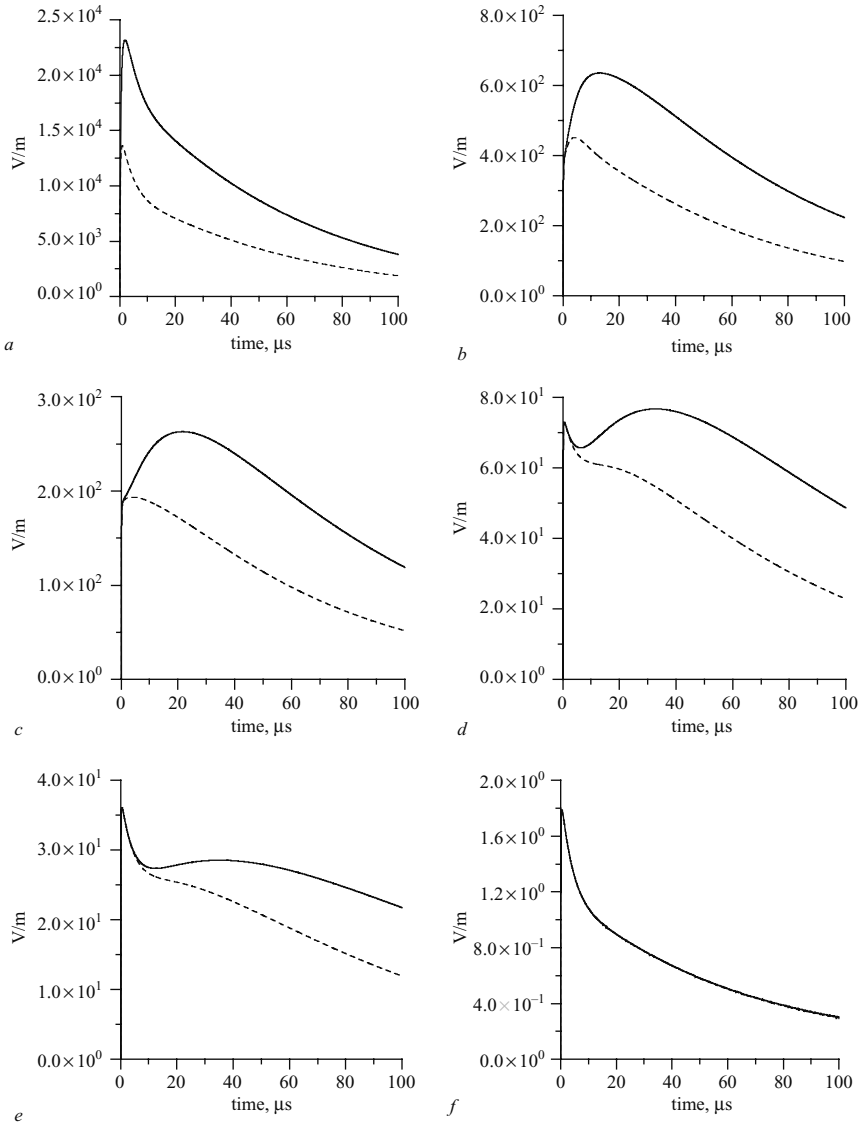 2.5×10⁴
2.0×10⁴
1.5×10⁴
1.0×10⁴
5.0×10³
0.0×10⁰
V/m
0 20 40 60 80 100
time, μs
a
8.0×10²
6.0×10²
4.0×10²
2.0×10²
0.0×10⁰
V/m
0 20 40 60 80 100
time, μs
b
3.0×10²
2.0×10²
1.0×10²
0.0×10⁰
V/m
0 20 40 60 80 100
time, μs
c
8.0×10¹
6.0×10¹
4.0×10¹
2.0×10¹
0.0×10⁰
V/m
0 20 40 60 80 100
time, μs
d
4.0×10¹
3.0×10¹
2.0×10¹
1.0×10¹
0.0×10⁰
V/m
0 20 40 60 80 100
time, μs
e
2.0×10⁰
1.6×10⁰
1.2×10⁰
8.0×10⁻¹
4.0×10⁻¹
0.0×10⁰
V/m
0 20 40 60 80 100
time, μs
f